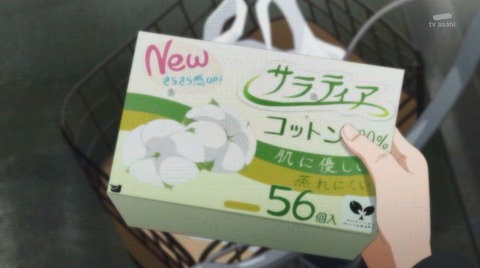 tv asahi
New
さらさら感UP!
サラティア
コットン100%
肌に優しい
蒸れにくい
56個入